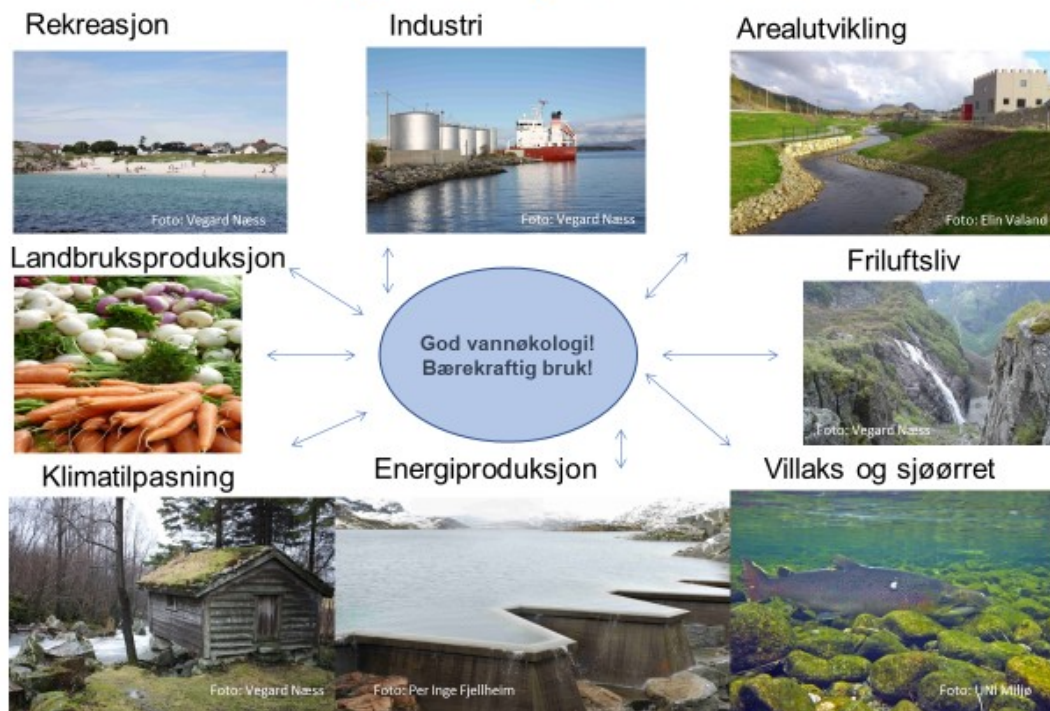 Rekreasjon
Industri
Arealutvikling
Foto: Vegard Næss
Foto: Vegard Næss
Foto: Elin Valand
Landbruksproduksjon
Friluftsliv
God vannøkologi!
Bærekraftig bruk!
Foto: Vegard Næss
Klimatilpasning
Energiproduksjon
Villaks og sjøørret
Foto: Vegard Næss
Foto: Per Inge Fjellheim
Foto: UNI Miljø